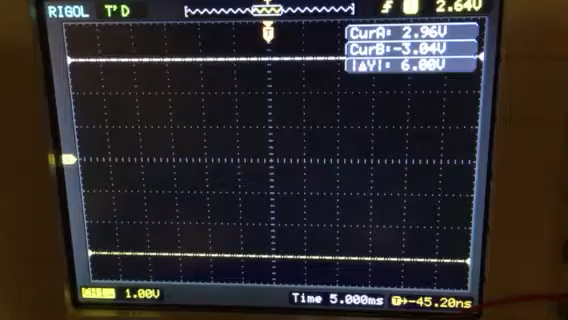 RIGOL T'D 2.64V
T
CurA: 2.96V
CurB:-3.04V
|ΔY|: 6.00V
1.00V Time 5.000ms T→-45.20ns